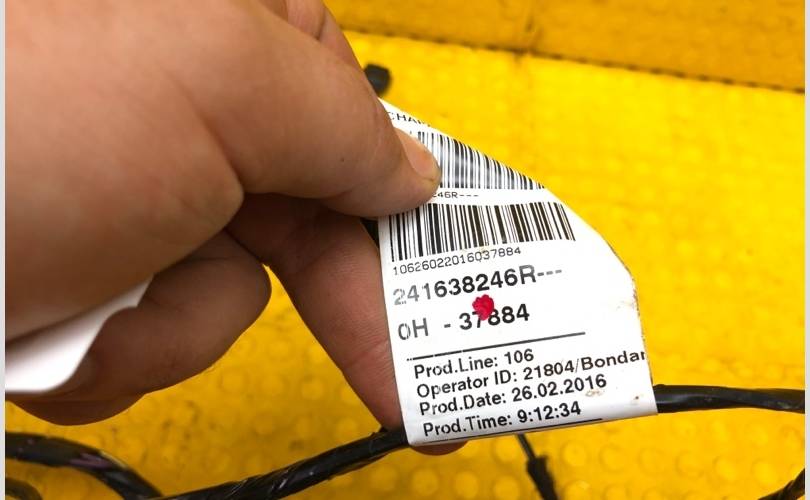 246R---
10626022016037884
241638246R---
0H - 37884
Prod.Line: 106
Operator ID: 21804/Bondar
Prod.Date: 26.02.2016
Prod.Time: 9:12:34